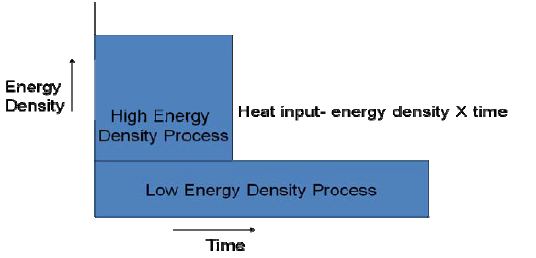 Energy
Density
High Energy
Density Process
Heat input- energy density X time
Low Energy Density Process
Time